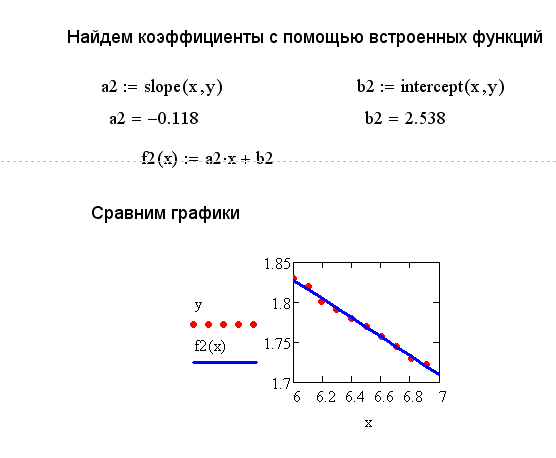 Найдем коэффициенты с помощью встроенных функций
a2 := slope(x,y) b2 := intercept(x,y)
a2 = −0.118 b2 = 2.538
f2(x) := a2·x + b2
Сравним графики
1.85
1.8
1.75
1.7
y
f2(x)
6 6.2 6.4 6.6 6.8 7
x